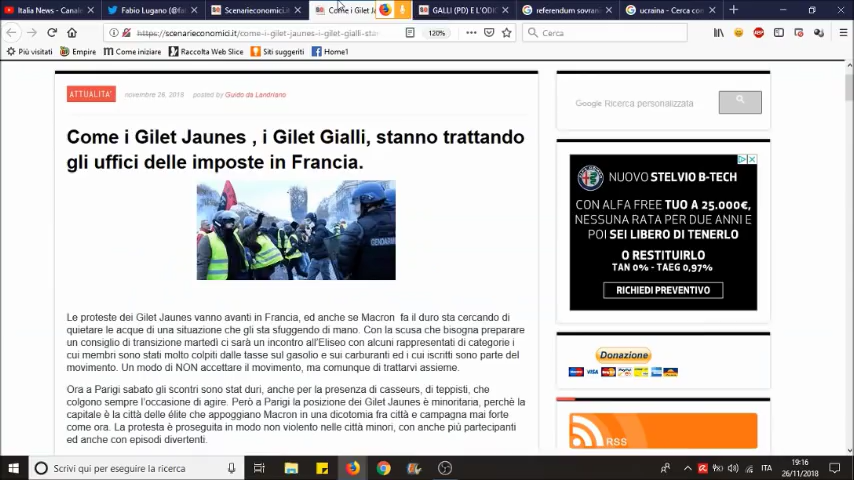 Italia News - Canale
Fabio Lugano (@fa
Scenarieconomici.it
Come i Gilet Ja
GALLI (PD) E L'ODI
referendum sovrani
ucraina - Cerca con
https://scenarieconomici.it/come-i-gilet-jaunes-i-gilet-gialli-sta
120%
Cerca
Più visitati
Empire
Come iniziare
Raccolta Web Slice
Siti suggeriti
Home1
ATTUALITA'
novembre 26, 2018 posted by Guido da Landriano
Come i Gilet Jaunes , i Gilet Gialli, stanno trattando
gli uffici delle imposte in Francia.
GENDARM
Le proteste dei Gilet Jaunes vanno avanti in Francia, ed anche se Macron fa il duro sta cercando di
quietare le acque di una situazione che gli sta sfuggendo di mano. Con la scusa che bisogna preparare
un consiglio di transizione martedì ci sarà un incontro all'Eliseo con alcuni rappresentati di categorie i
cui membri sono stati molto colpiti dalle tasse sul gasolio e sui carburanti ed i cui iscritti sono parte del
movimento. Un modo di NON accettare il movimento, ma comunque di trattarvi assieme.
Ora a Parigi sabato gli scontri sono stat duri, anche per la presenza di casseurs, di teppisti, che
colgono sempre l'occasione di agire. Però a Parigi la posizione dei Gilet Jaunes è minoritaria, perchè la
capitale è la città delle élite che appoggiano Macron in una dicotomia fra città e campagna mai forte
come ora. La protesta è proseguita in modo non violento nelle città minori, con anche più partecipanti
ed anche con episodi divertenti.
Google Ricerca personalizzata
NUOVO STELVIO B-TECH
CON ALFA FREE TUO A 25.000€,
NESSUNA RATA PER DUE ANNI E
POI SEI LIBERO DI TENERLO
O RESTITUIRLO
TAN 0% - TAEG 0,97%
RICHIEDI PREVENTIVO
Donazione
VISA
PayPal
RSS
Scrivi qui per eseguire la ricerca
ITA
19:16
26/11/2018